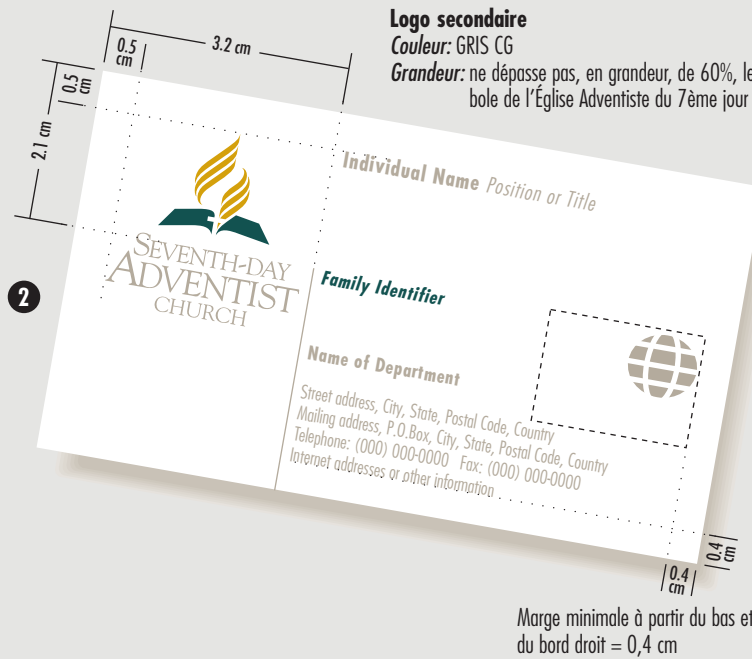 Logo secondaire
Couleur: GRIS CG
Grandeur: ne dépasse pas, en grandeur, de 60%, le
bole de l'Église Adventiste du 7ème jour
0.5 cm
3.2 cm
0.5 cm
2.1 cm
2
SEVENTH-DAY
ADVENTIST
CHURCH
Individual Name Position or Title
Family Identifier
Name of Department
Street address, City, State, Postal Code, Country
Mailing address, P.O.Box, City, State, Postal Code, Country
Telephone: (000) 000-0000 Fax: (000) 000-0000
Internet addresses or other information
0.4 cm
0.4 cm
Marge minimale à partir du bas et
du bord droit = 0,4 cm